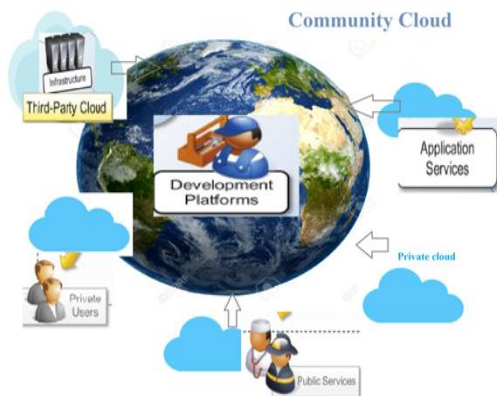 Community Cloud
Infrastructure
Third-Party Cloud
Application
Services
Development
Platforms
Private cloud
Private
Users
Public Services